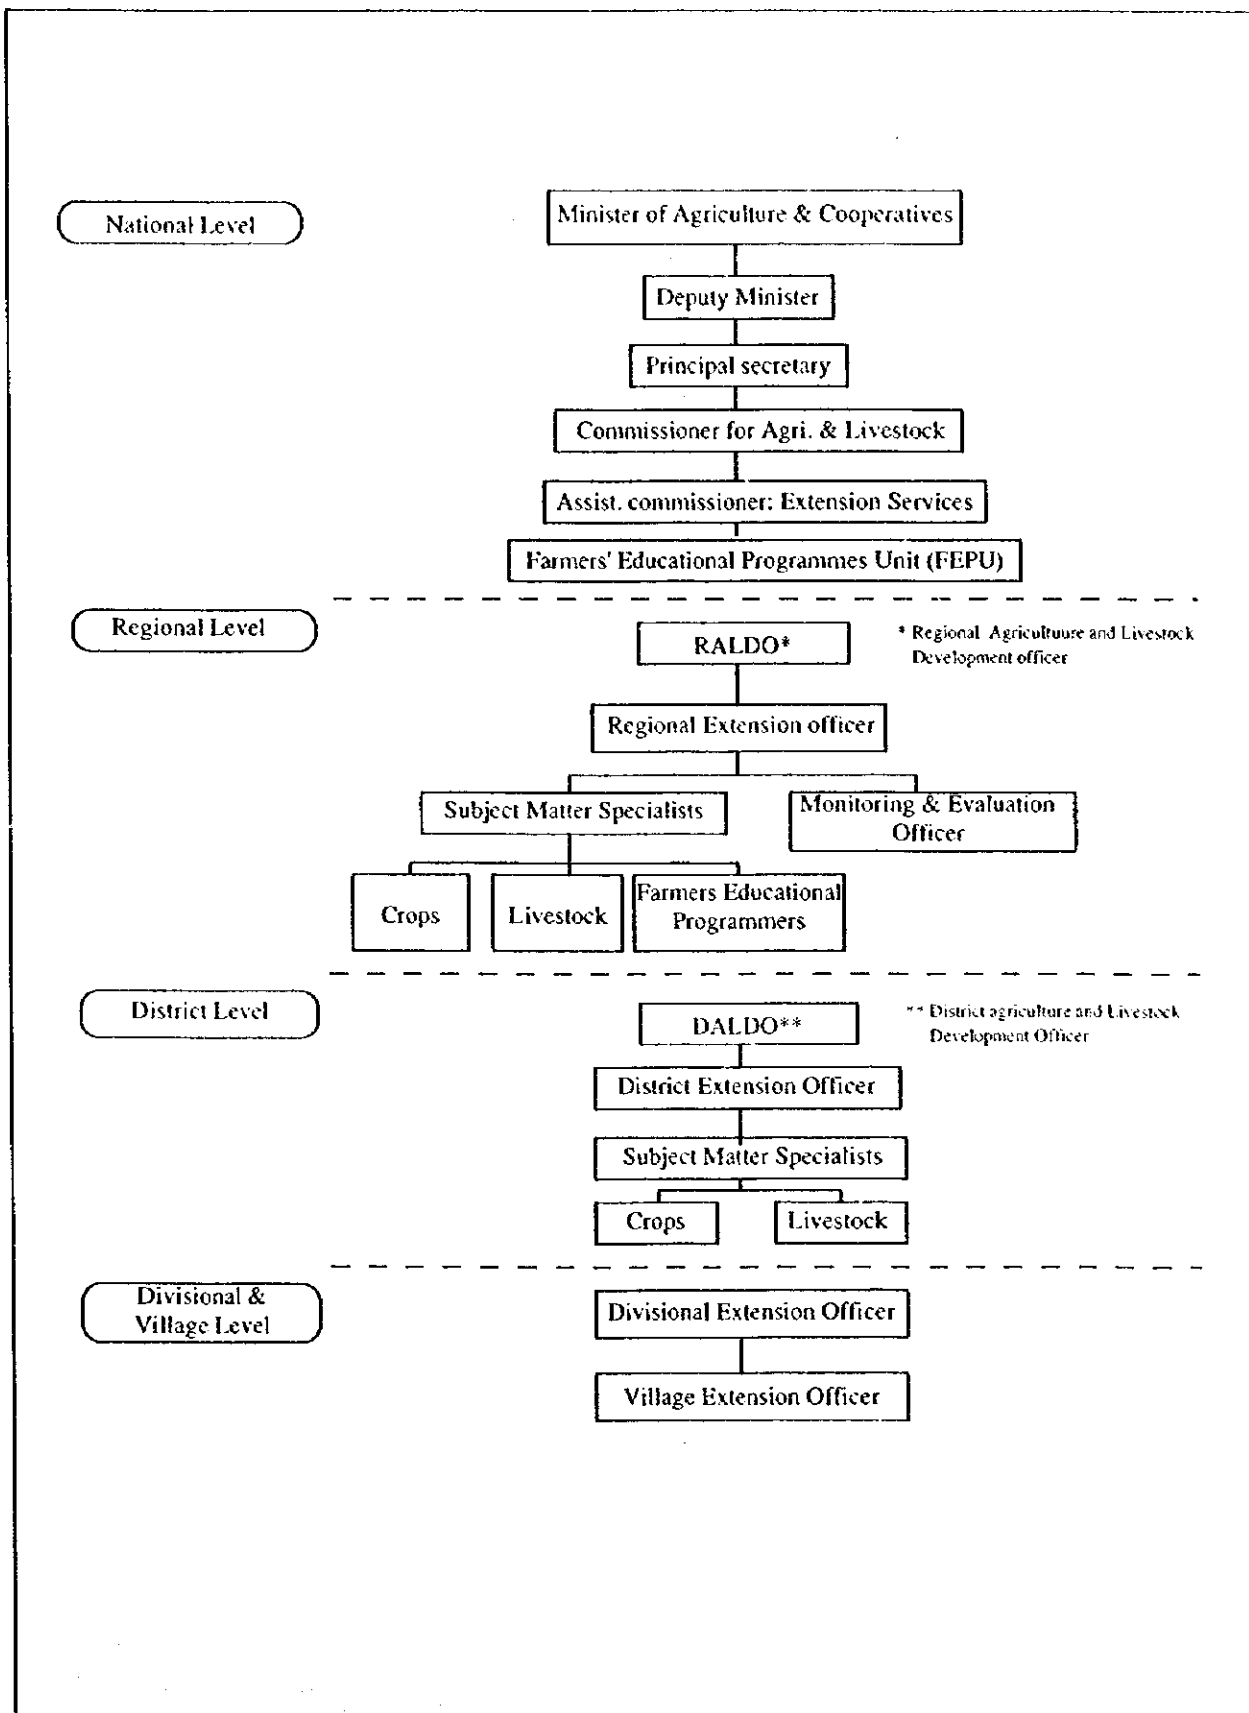 National Level
Minister of Agriculture & Cooperatives
Deputy Minister
Principal secretary
Commissioner for Agri. & Livestock
Assist. commissioner: Extension Services
Farmers' Educational Programmes Unit (FEPU)
Regional Level
RALDO*
* Regional Agricultuure and Livestock
Development officer
Regional Extension officer
Subject Matter Specialists
Monitoring & Evaluation
Officer
Crops
Livestock
Farmers Educational
Programmers
District Level
DALDO**
** District agriculture and Livestock
Development Officer
District Extension Officer
Subject Matter Specialists
Crops
Livestock
Divisional &
Village Level
Divisional Extension Officer
Village Extension Officer